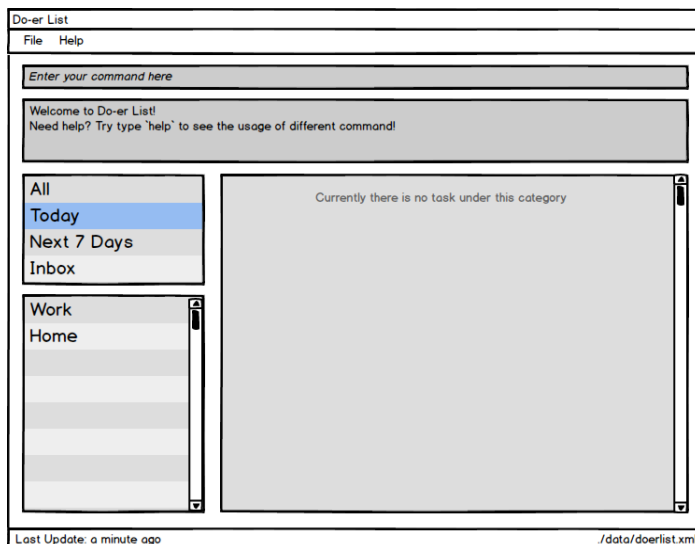 Do-er List
File Help
Enter your command here
Welcome to Do-er List!
Need help? Try type `help` to see the usage of different command!
All
Today
Next 7 Days
Inbox
Work
Home
Currently there is no task under this category
Last Update: a minute ago
./data/doerlist.xm